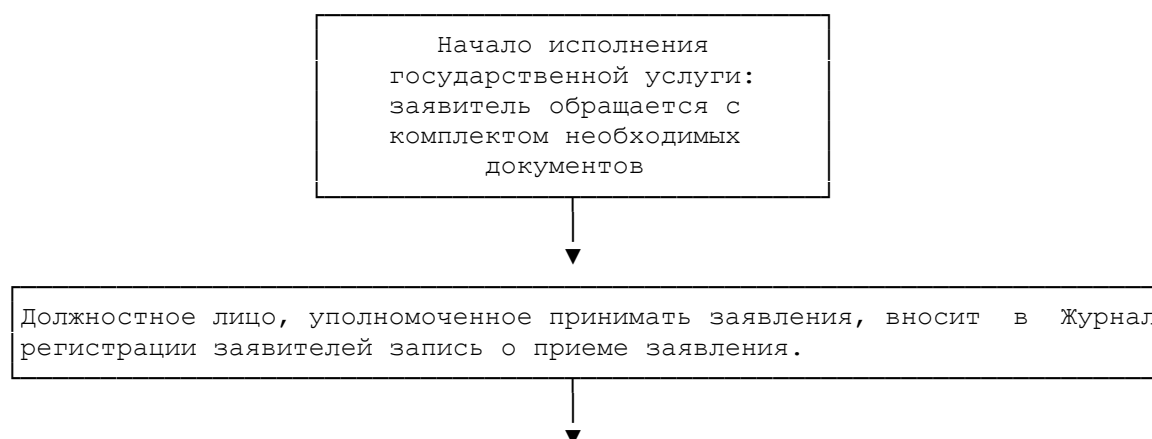 Начало исполнения
государственной услуги:
заявитель обращается с
комплектом необходимых
документов
Должностное лицо, уполномоченное принимать заявления, вносит в Журнал
регистрации заявителей запись о приеме заявления.